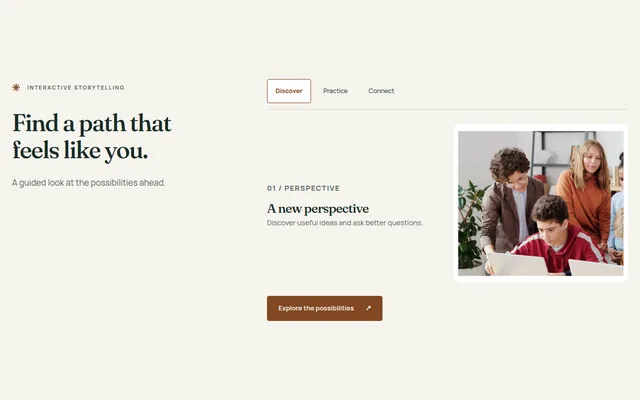 INTERACTIVE STORYTELLING
Find a path that
feels like you.
A guided look at the possibilities ahead.
Discover
Practice
Connect
01 / PERSPECTIVE
A new perspective
Discover useful ideas and ask better questions.
Explore the possibilities ↗